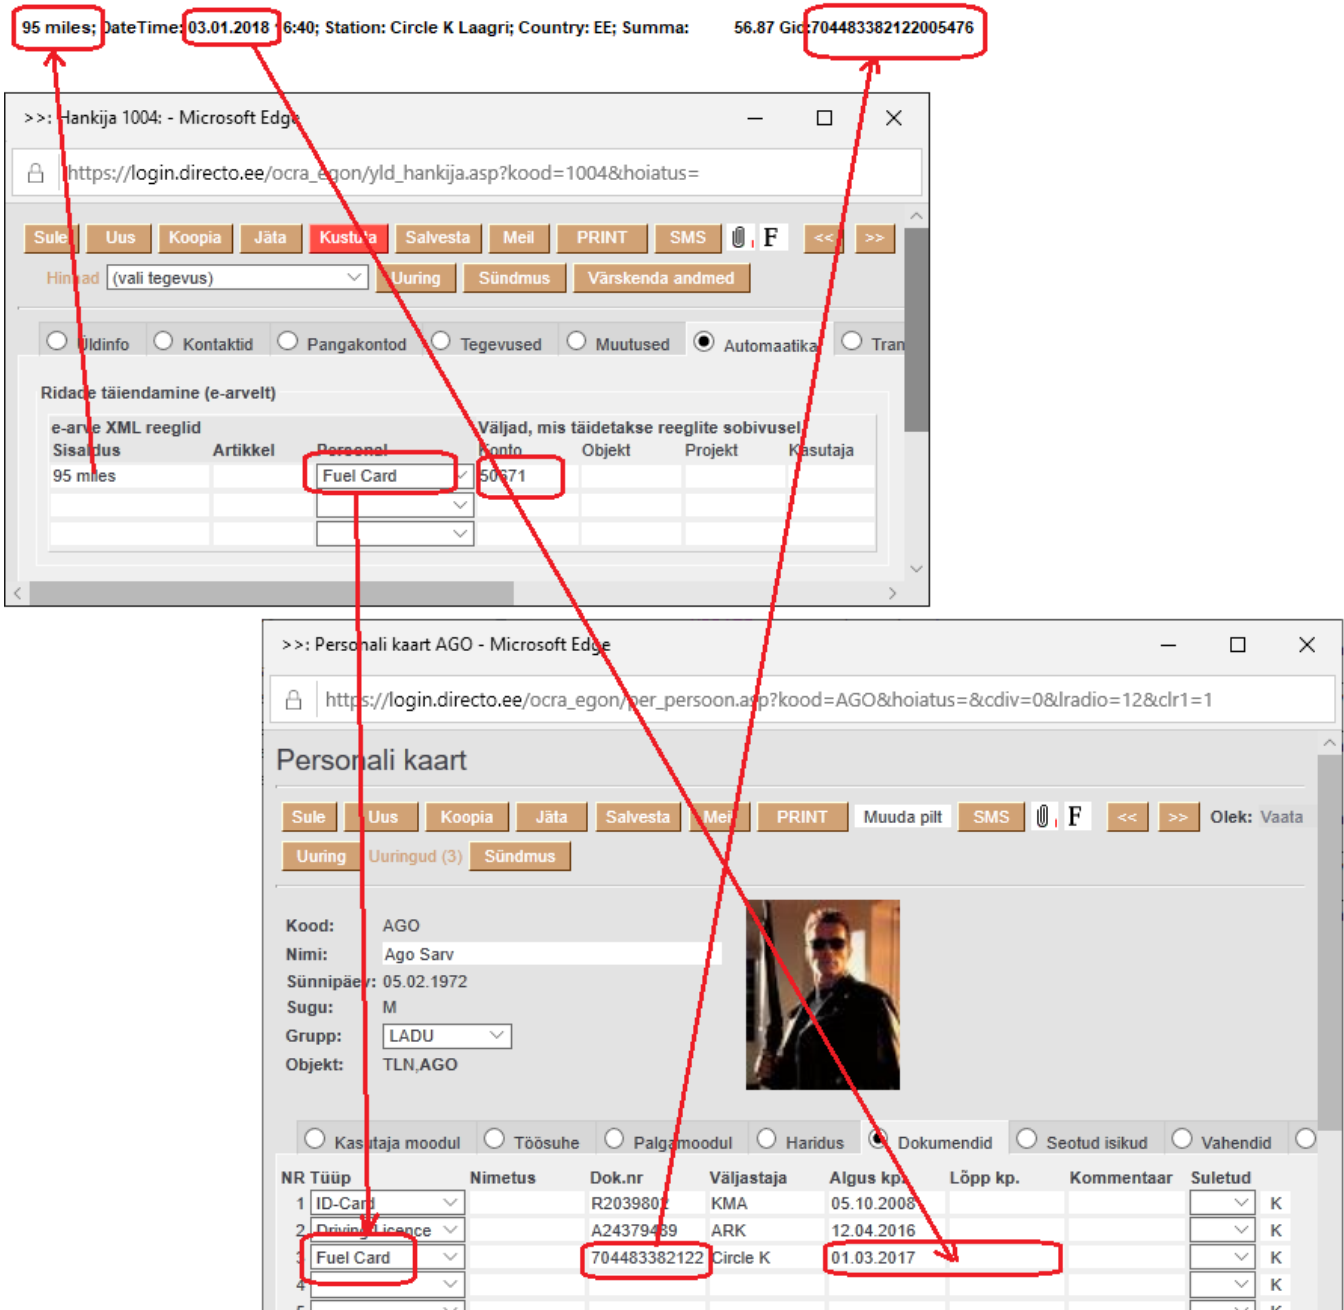 95 miles; DateTime: 03.01.2018 16:40; Station: Circle K Laagri; Country: EE; Summa: 56.87 Gid:704483382122005476
>>: Hankija 1004: - Microsoft Edge
https://login.directo.ee/ocra_egon/yld_hankija.asp?kood=1004&hoiatus=
Sule Uus Koopia Jäta Kustuta Salvesta Meil PRINT SMS F << >>
Hinnad (vali tegevus) Uuring Sündmus Värskenda andmed
Üldinfo Kontaktid Pangakontod Tegevused Muutused Automaatika Tran
Ridade täiendamine (e-arvelt)
e-arve XML reeglid Väljad, mis täidetakse reeglite sobivusel
Sisaldus Artikkel Personal Konto Objekt Projekt Kasutaja
95 miles Fuel Card 50671
>>: Personali kaart AGO - Microsoft Edge
https://login.directo.ee/ocra_egon/per_persoon.asp?kood=AGO&hoiatus=&cdiv=0&lradio=12&clr1=1
Personali kaart
Sule Uus Koopia Jäta Salvesta Meil PRINT Muuda pilt SMS F << >> Olek: Vaata
Uuring Uuringud (3) Sündmus
Kood: AGO
Nimi: Ago Sarv
Sünnipäev: 05.02.1972
Sugu: M
Grupp: LADU
Objekt: TLN,AGO
Kasutaja moodul Töösuhe Palgamoodul Haridus Dokumendid Seotud isikud Vahendid
NR Tüüp Nimetus Dok.nr Väljastaja Algus kp. Lõpp kp. Kommentaar Suletud
1 ID-Card R2039802 KMA 05.10.2008 K
2 Driving Licence A24379489 ARK 12.04.2016 K
3 Fuel Card 704483382122 Circle K 01.03.2017 K
4 K
5 K